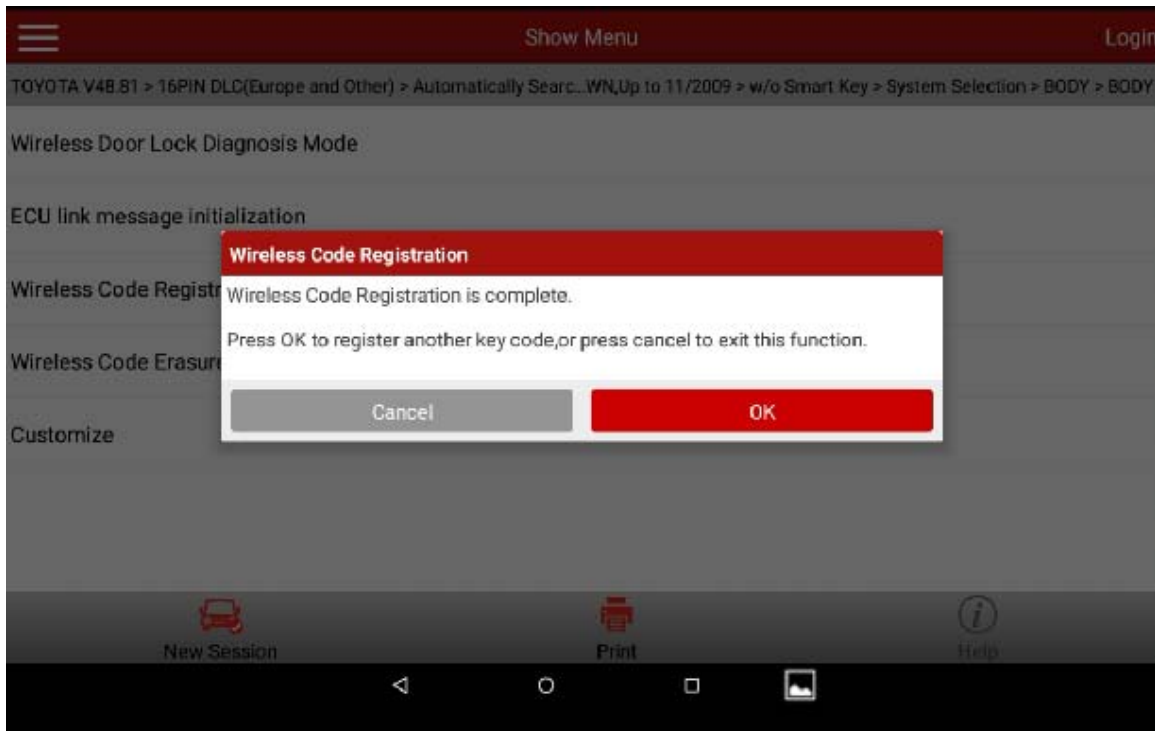 Show Menu
Login
TOYOTA V48.81 > 16PIN DLC(Europe and Other) > Automatically Searc...WN,Up to 11/2009 > w/o Smart Key > System Selection > BODY > BODY
Wireless Door Lock Diagnosis Mode
ECU link message initialization
Wireless Code Registration
Wireless Code Registr
Wireless Code Registration is complete.
Press OK to register another key code,or press cancel to exit this function.
Wireless Code Erasure
Cancel
OK
Customize
New Session
Print
Help